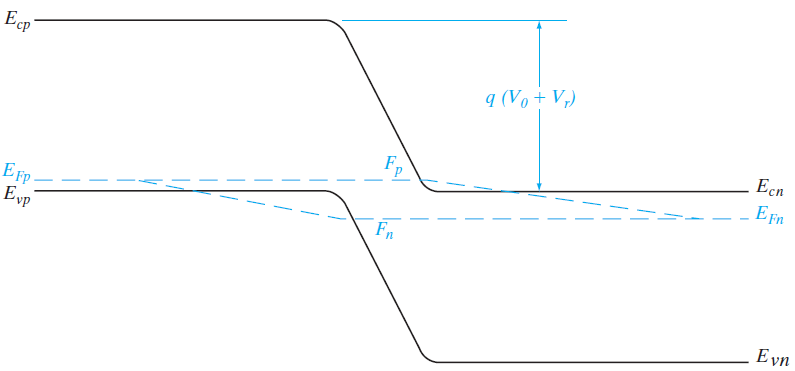 E_cp
q (V_0 + V_r)
F_p
E_Fp
E_vp
E_cn
E_Fn
F_n
E_vn